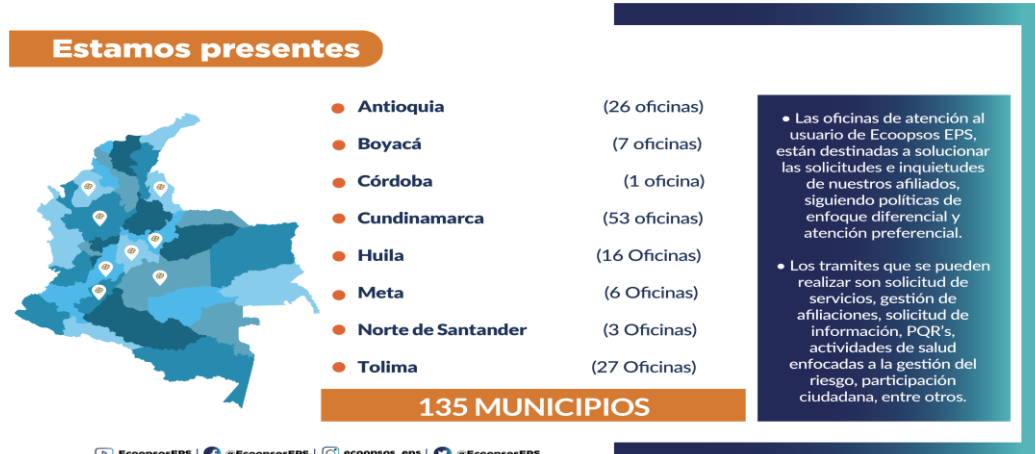 Estamos presentes
Antioquia (26 oficinas)
Boyacá (7 oficinas)
Córdoba (1 oficina)
Cundinamarca (53 oficinas)
Huila (16 Oficinas)
Meta (6 Oficinas)
Norte de Santander (3 Oficinas)
Tolima (27 Oficinas)
135 MUNICIPIOS
• Las oficinas de atención al
usuario de Ecoopsos EPS,
están destinadas a solucionar
las solicitudes e inquietudes
de nuestros afiliados,
siguiendo políticas de
enfoque diferencial y
atención preferencial.
• Los tramites que se pueden
realizar son solicitud de
servicios, gestión de
afiliaciones, solicitud de
información, PQR's,
actividades de salud
enfocadas a la gestión del
riesgo, participación
ciudadana, entre otros.
EcoopsosEPS | @EcoopsosEPS | ecoopsos_eps | @EcoopsosEPS